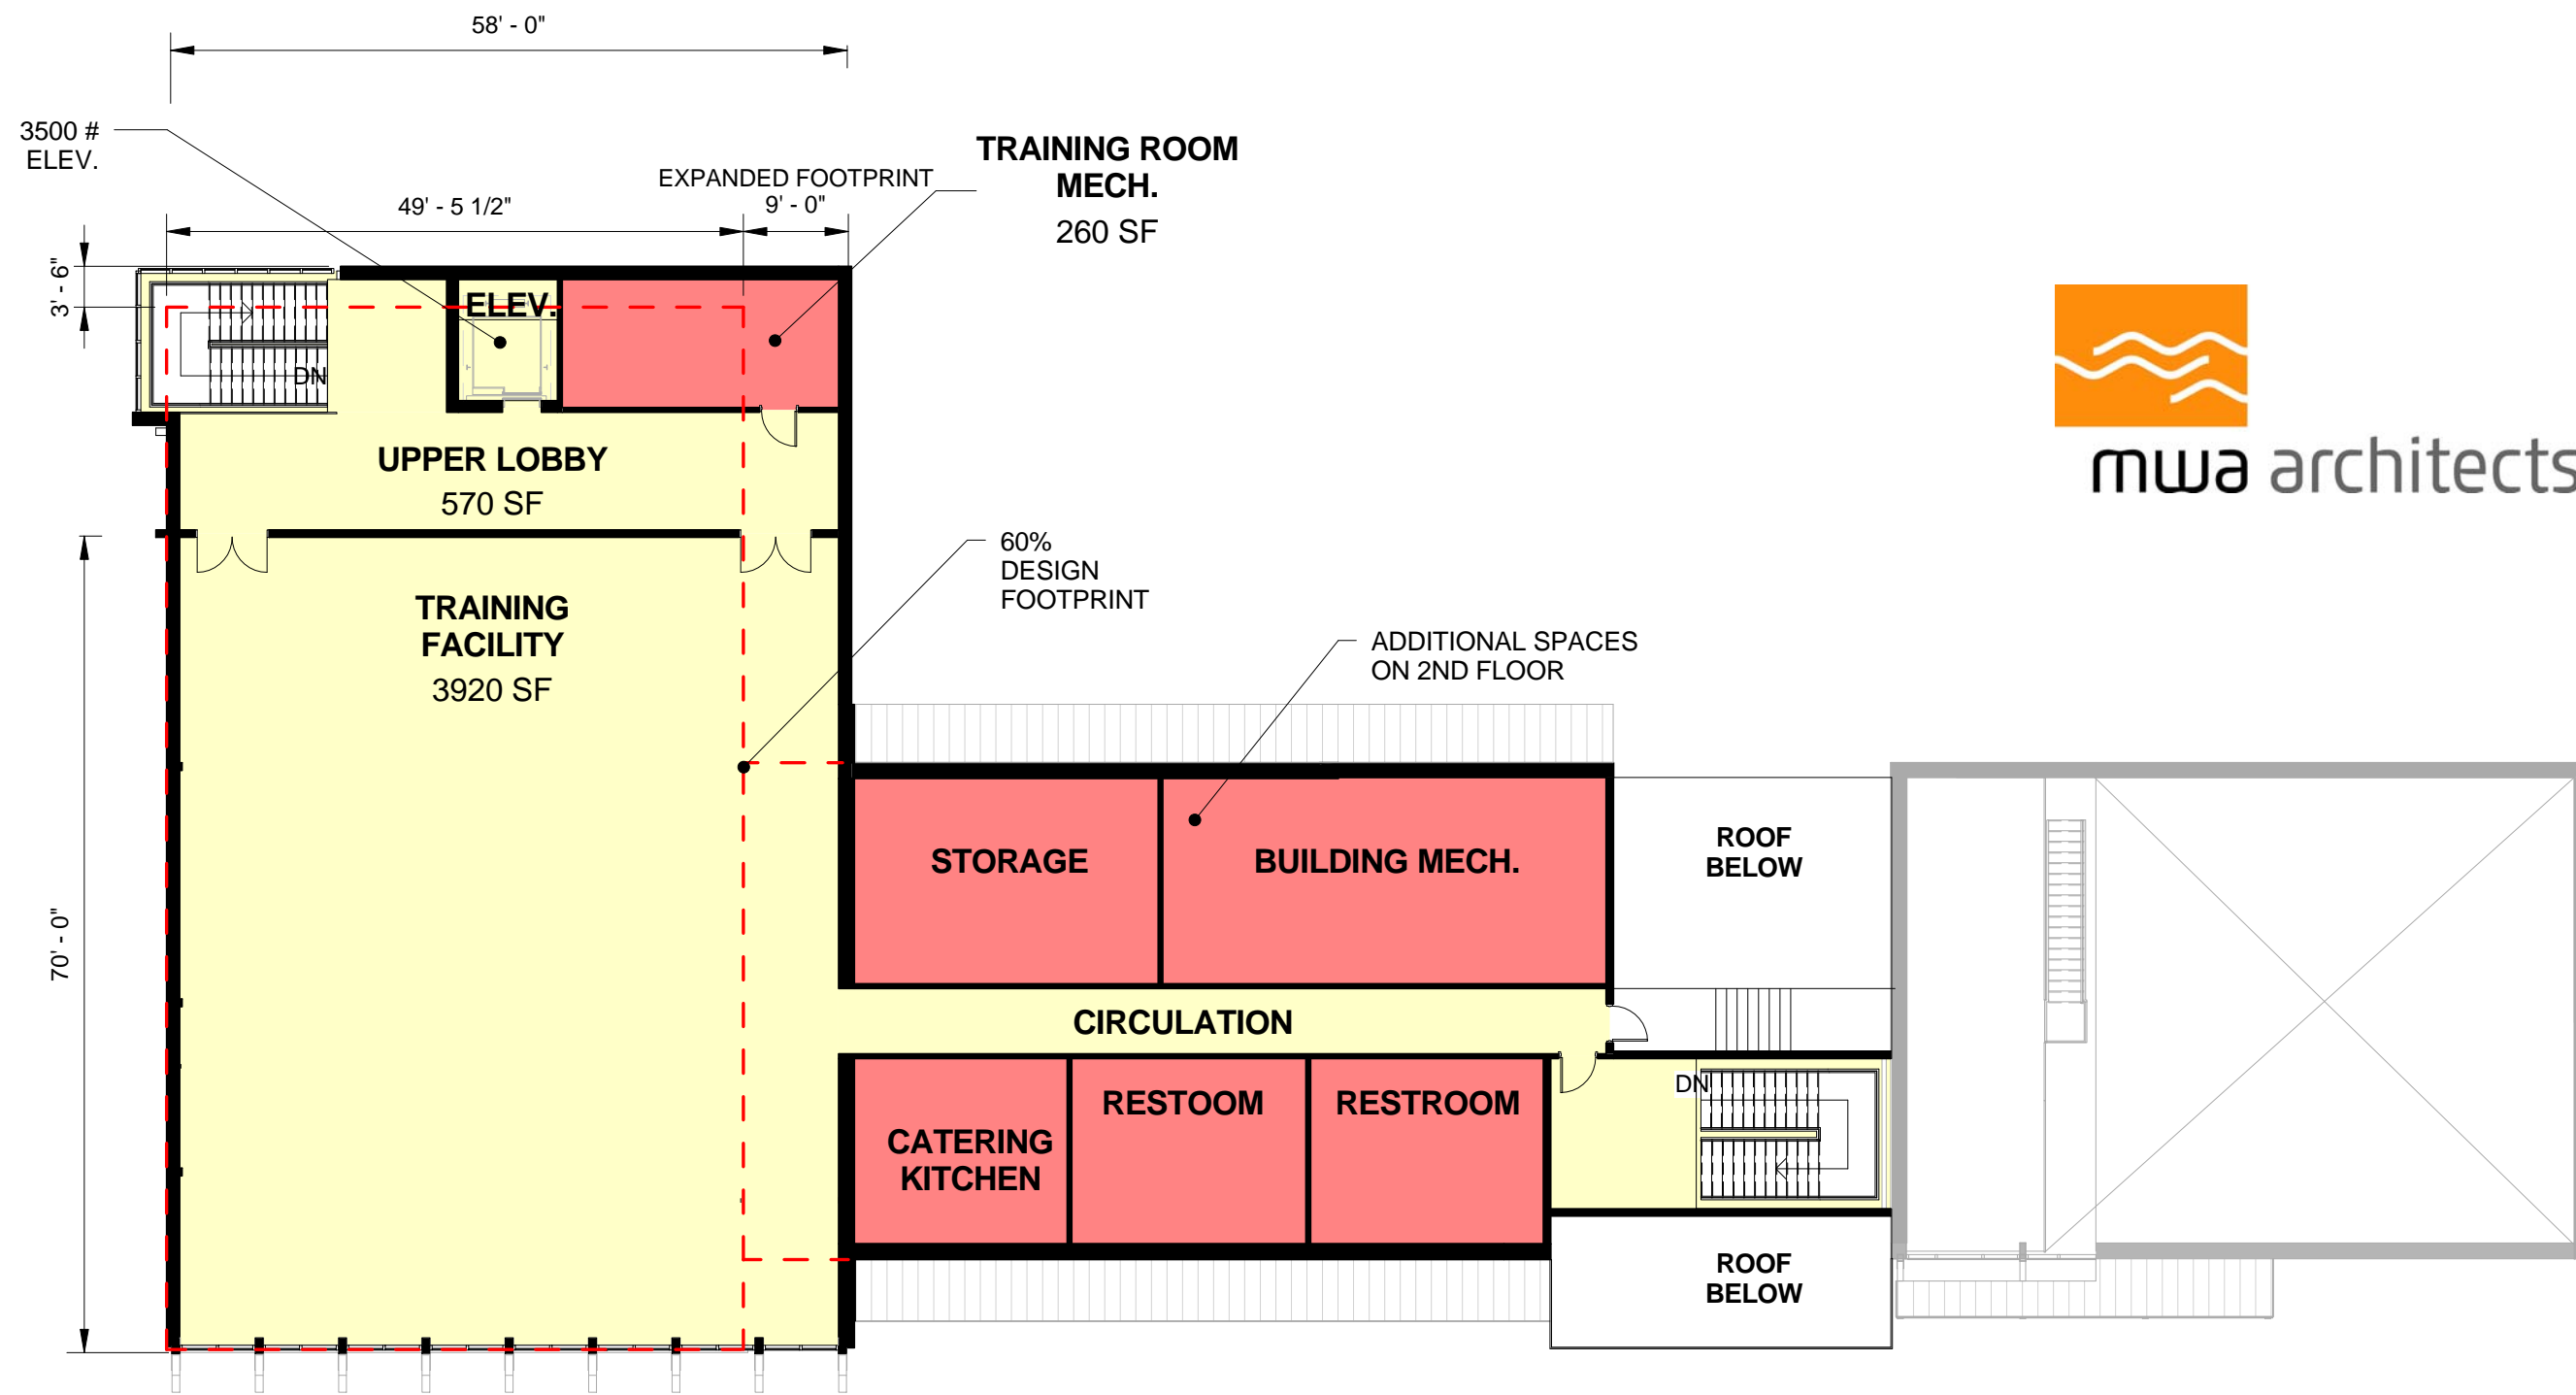 58' - 0"
3500 #
ELEV.
TRAINING ROOM
MECH.
260 SF
EXPANDED FOOTPRINT
9' - 0"
49' - 5 1/2"
3' - 6"
ELEV.
DN
UPPER LOBBY
570 SF
mwa architects
60%
DESIGN
FOOTPRINT
TRAINING
FACILITY
3920 SF
ADDITIONAL SPACES
ON 2ND FLOOR
STORAGE
BUILDING MECH.
ROOF
BELOW
70' - 0"
CIRCULATION
DN
RESTOOM
RESTROOM
CATERING
KITCHEN
ROOF
BELOW